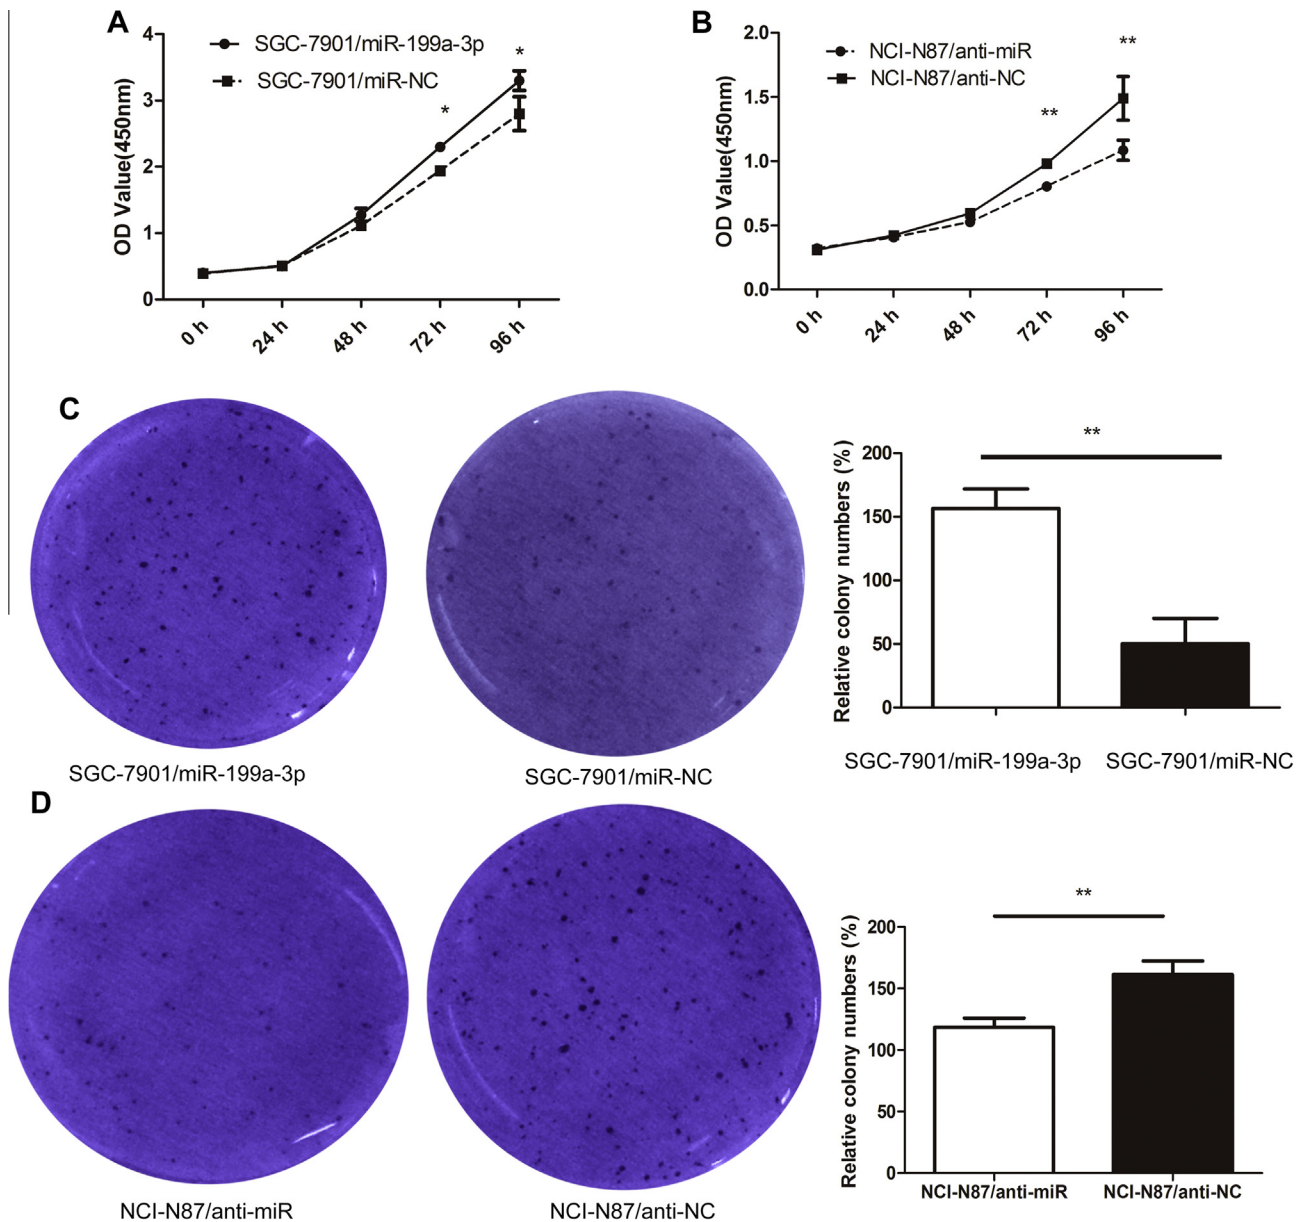 A
SGC-7901/miR-199a-3p
SGC-7901/miR-NC
OD Value(450nm)
4
3
2
1
0
*
*
0 h
24 h
48 h
72 h
96 h
B
NCI-N87/anti-miR
NCI-N87/anti-NC
OD Value(450nm)
2.0
1.5
1.0
0.5
0.0
**
**
0 h
24 h
48 h
72 h
96 h
C
SGC-7901/miR-199a-3p
SGC-7901/miR-NC
Relative colony numbers (%)
200
150
100
50
0
**
SGC-7901/miR-199a-3p
SGC-7901/miR-NC
D
NCI-N87/anti-miR
NCI-N87/anti-NC
Relative colony numbers (%)
200
150
100
50
0
**
NCI-N87/anti-miR
NCI-N87/anti-NC